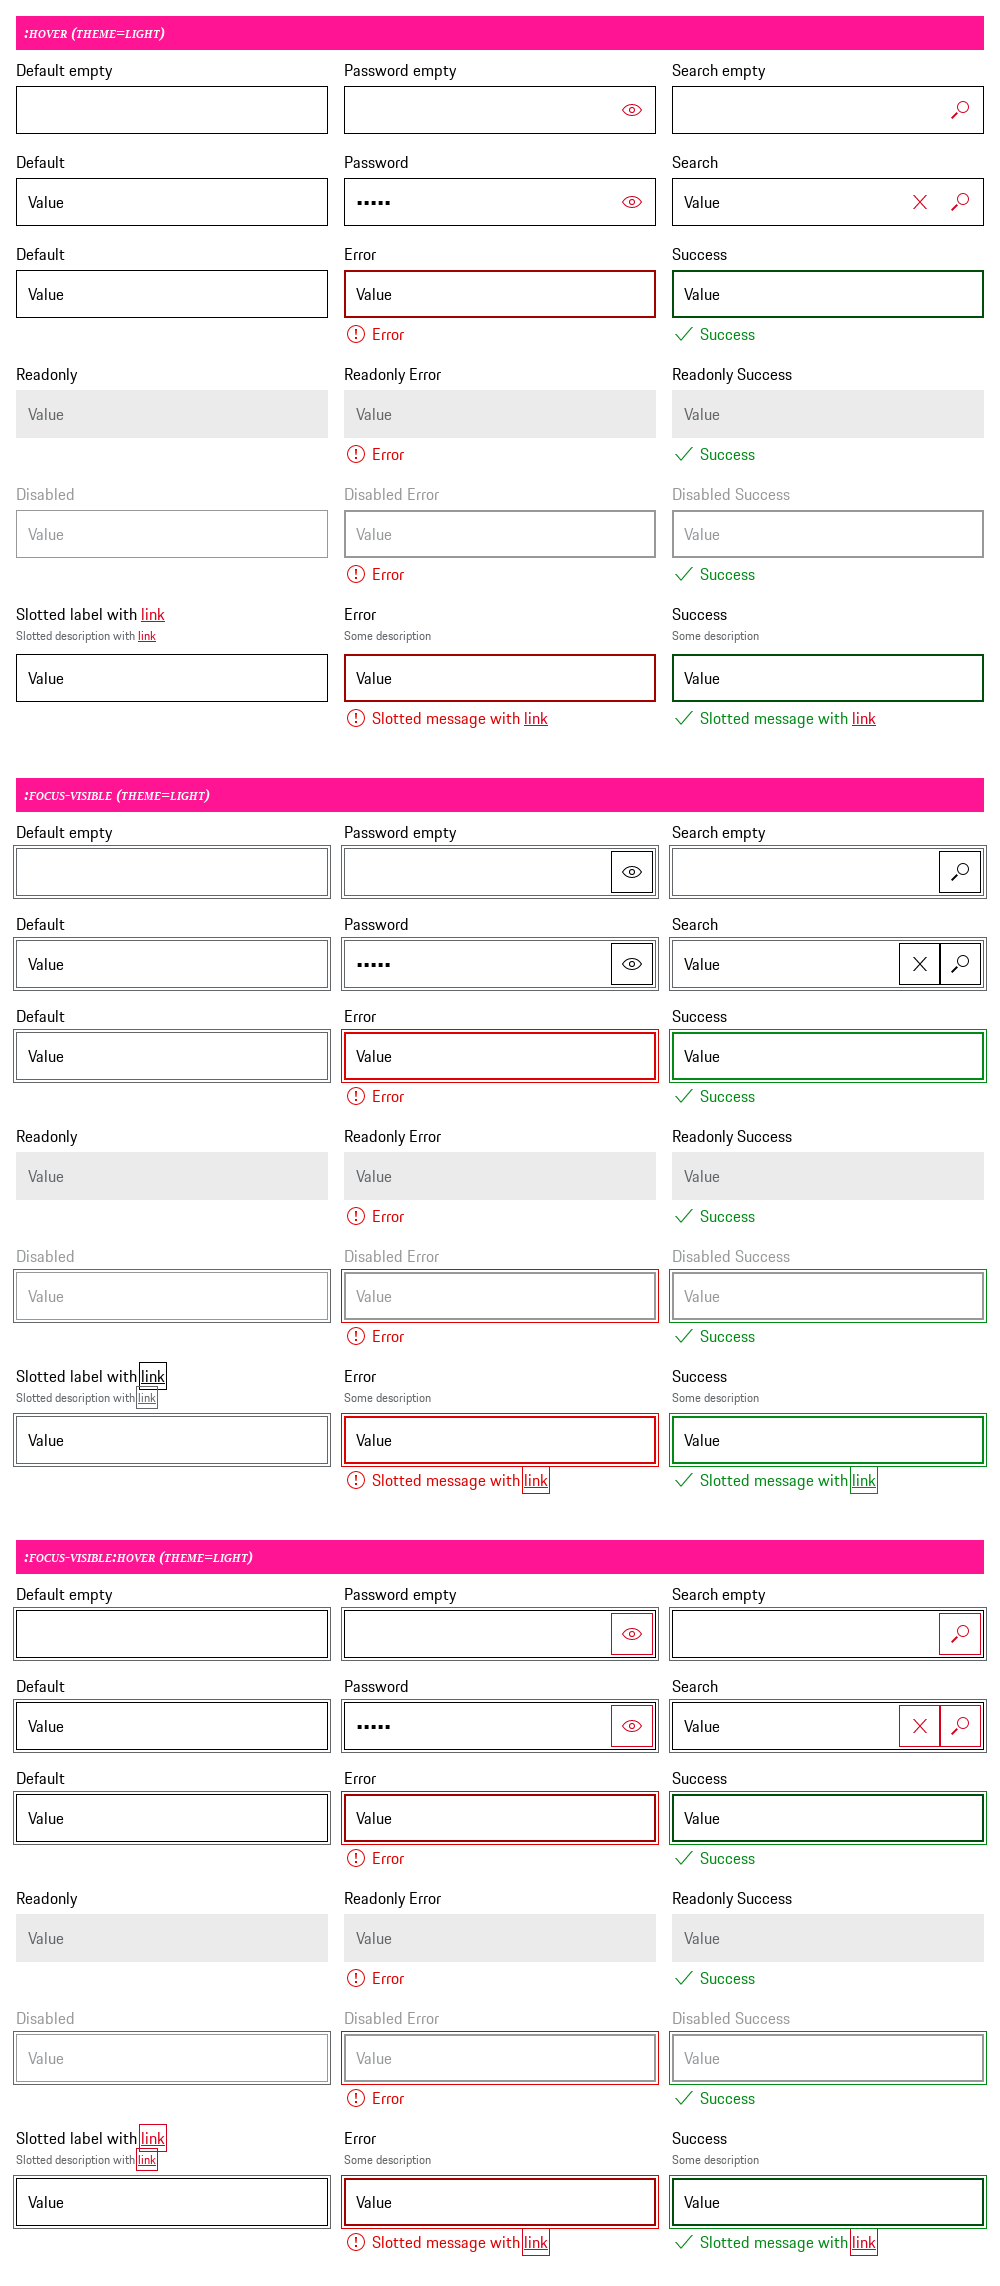 :HOVER (THEME=LIGHT)
Default empty Password empty Search empty
Default Password Search
Value ••••• Value
Default Error Success
Value Value Value
Error Success
Readonly Readonly Error Readonly Success
Value Value Value
Error Success
Disabled Disabled Error Disabled Success
Value Value Value
Error Success
Slotted label with link Error Success
Slotted description with link Some description Some description
Value Value Value
Slotted message with link Slotted message with link
:FOCUS-VISIBLE (THEME=LIGHT)
Default empty Password empty Search empty
Default Password Search
Value ••••• Value
Default Error Success
Value Value Value
Error Success
Readonly Readonly Error Readonly Success
Value Value Value
Error Success
Disabled Disabled Error Disabled Success
Value Value Value
Error Success
Slotted label with link Error Success
Slotted description with link Some description Some description
Value Value Value
Slotted message with link Slotted message with link
:FOCUS-VISIBLE:HOVER (THEME=LIGHT)
Default empty Password empty Search empty
Default Password Search
Value ••••• Value
Default Error Success
Value Value Value
Error Success
Readonly Readonly Error Readonly Success
Value Value Value
Error Success
Disabled Disabled Error Disabled Success
Value Value Value
Error Success
Slotted label with link Error Success
Slotted description with link Some description Some description
Value Value Value
Slotted message with link Slotted message with link